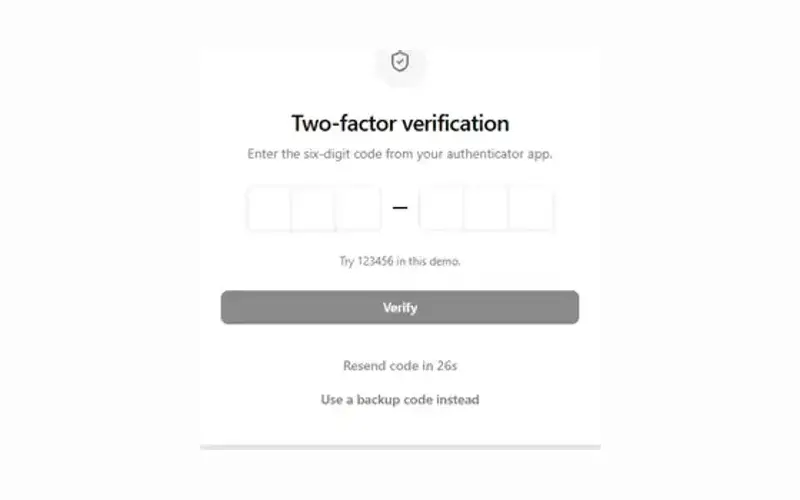 Two-factor verification
Enter the six-digit code from your authenticator app.
Try 123456 in this demo.
Verify
Resend code in 26s
Use a backup code instead